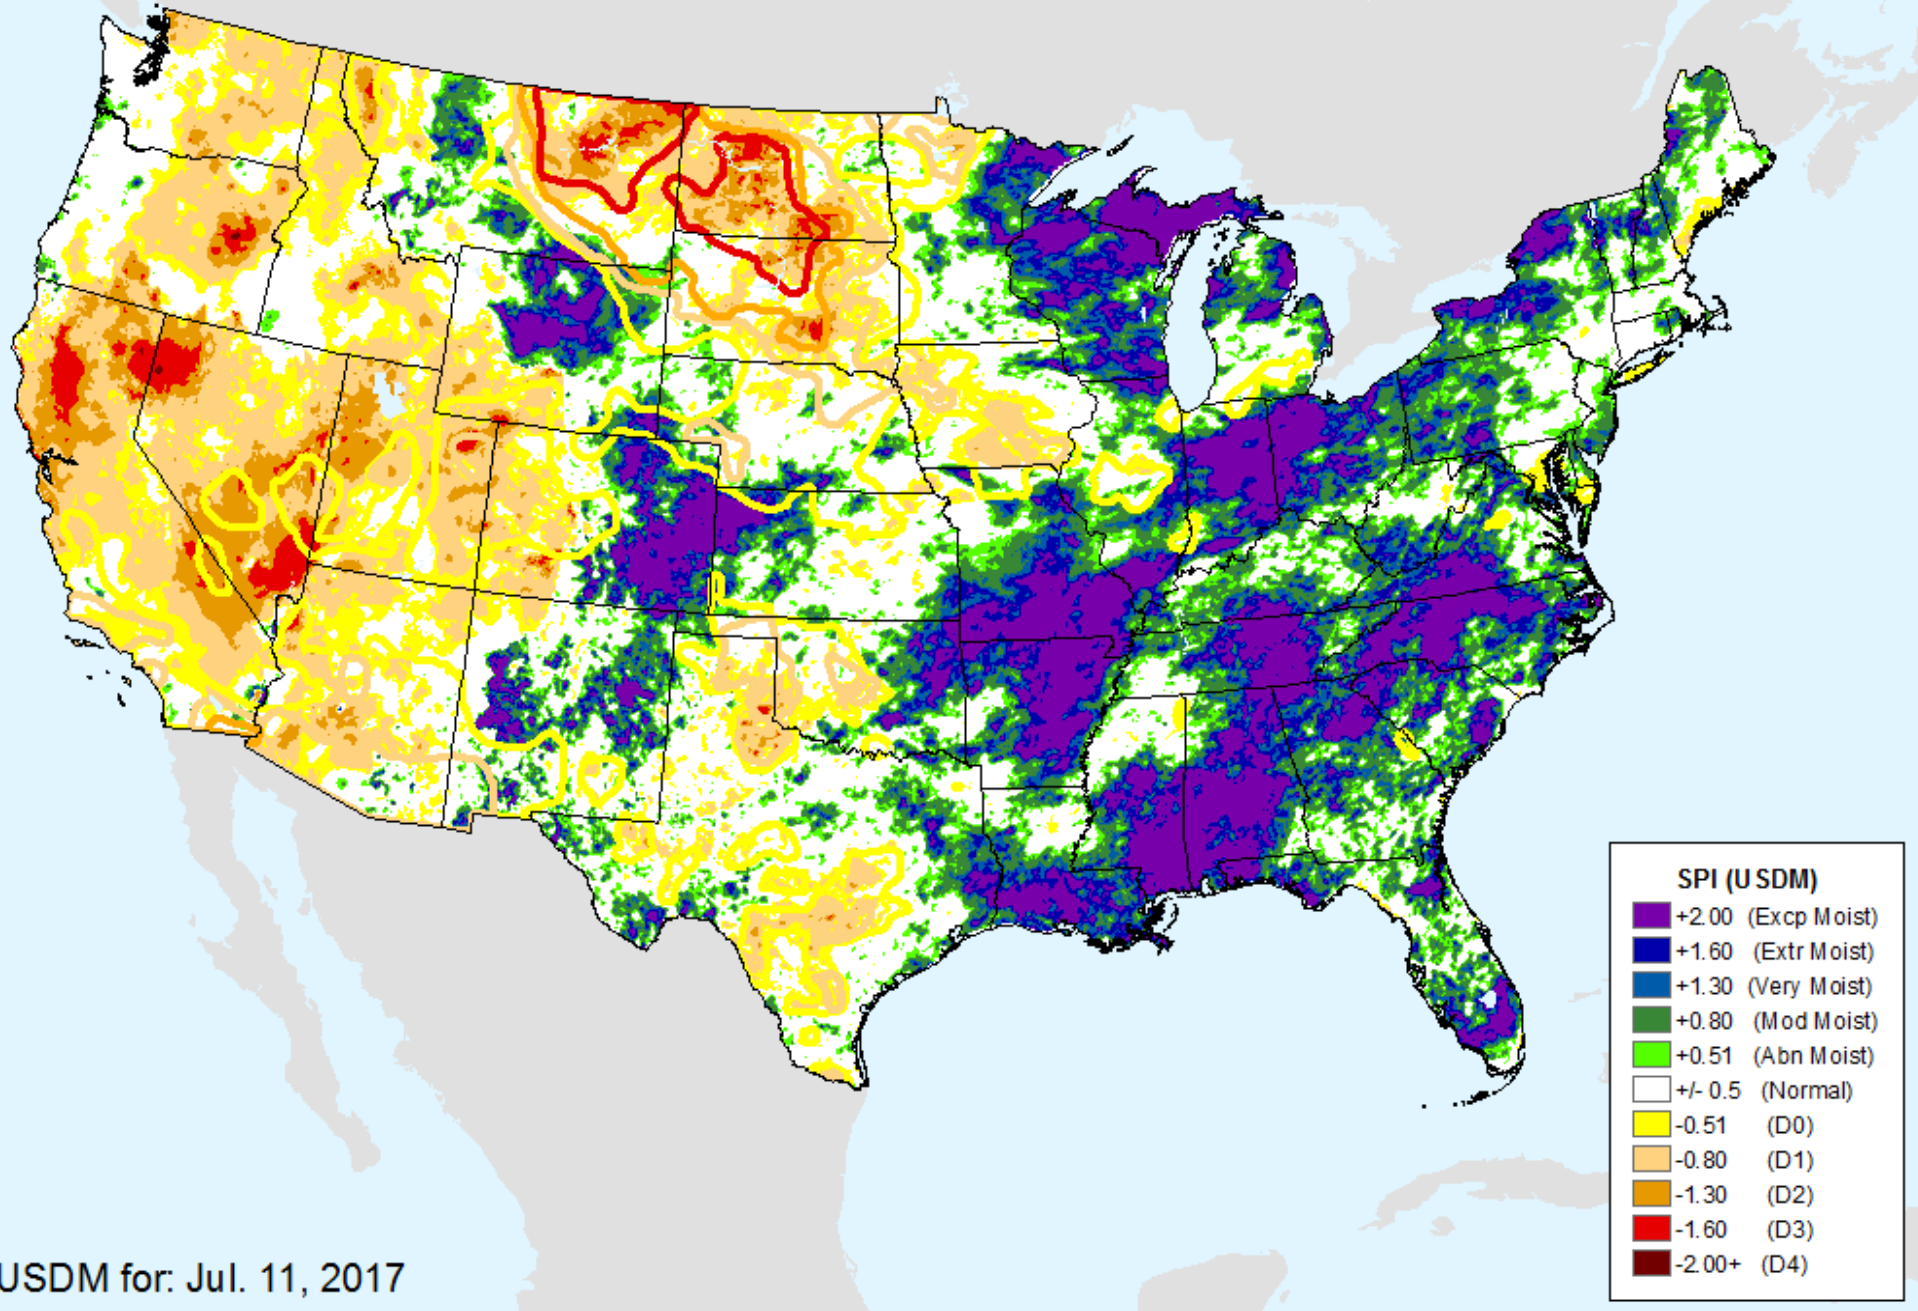 SPI (USDM)
+2.00 (Excp Moist)
+1.60 (Extr Moist)
+1.30 (Very Moist)
+0.80 (Mod Moist)
+0.51 (Abn Moist)
+/- 0.5 (Normal)
-0.51 (D0)
-0.80 (D1)
-1.30 (D2)
-1.60 (D3)
-2.00+ (D4)
USDM for: Jul. 11, 2017